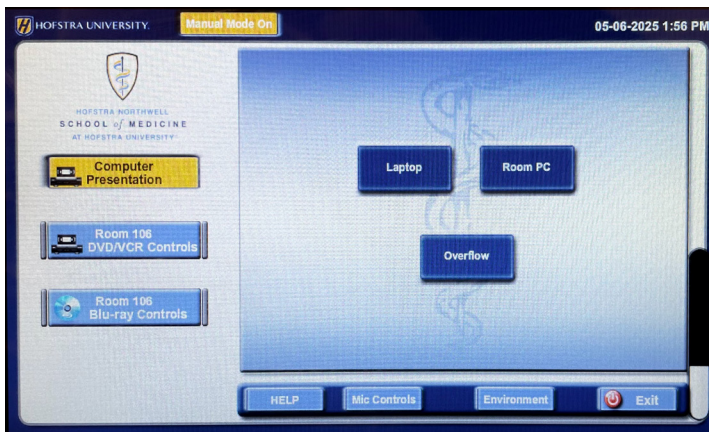 HOFSTRA UNIVERSITY.
Manual Mode On
05-06-2025 1:56 PM
HOFSTRA NORTHWELL
SCHOOL of MEDICINE
AT HOFSTRA UNIVERSITY
Computer
Presentation
Room 106
DVD/VCR Controls
Room 106
Blu-ray Controls
Laptop
Room PC
Overflow
HELP
Mic Controls
Environment
Exit